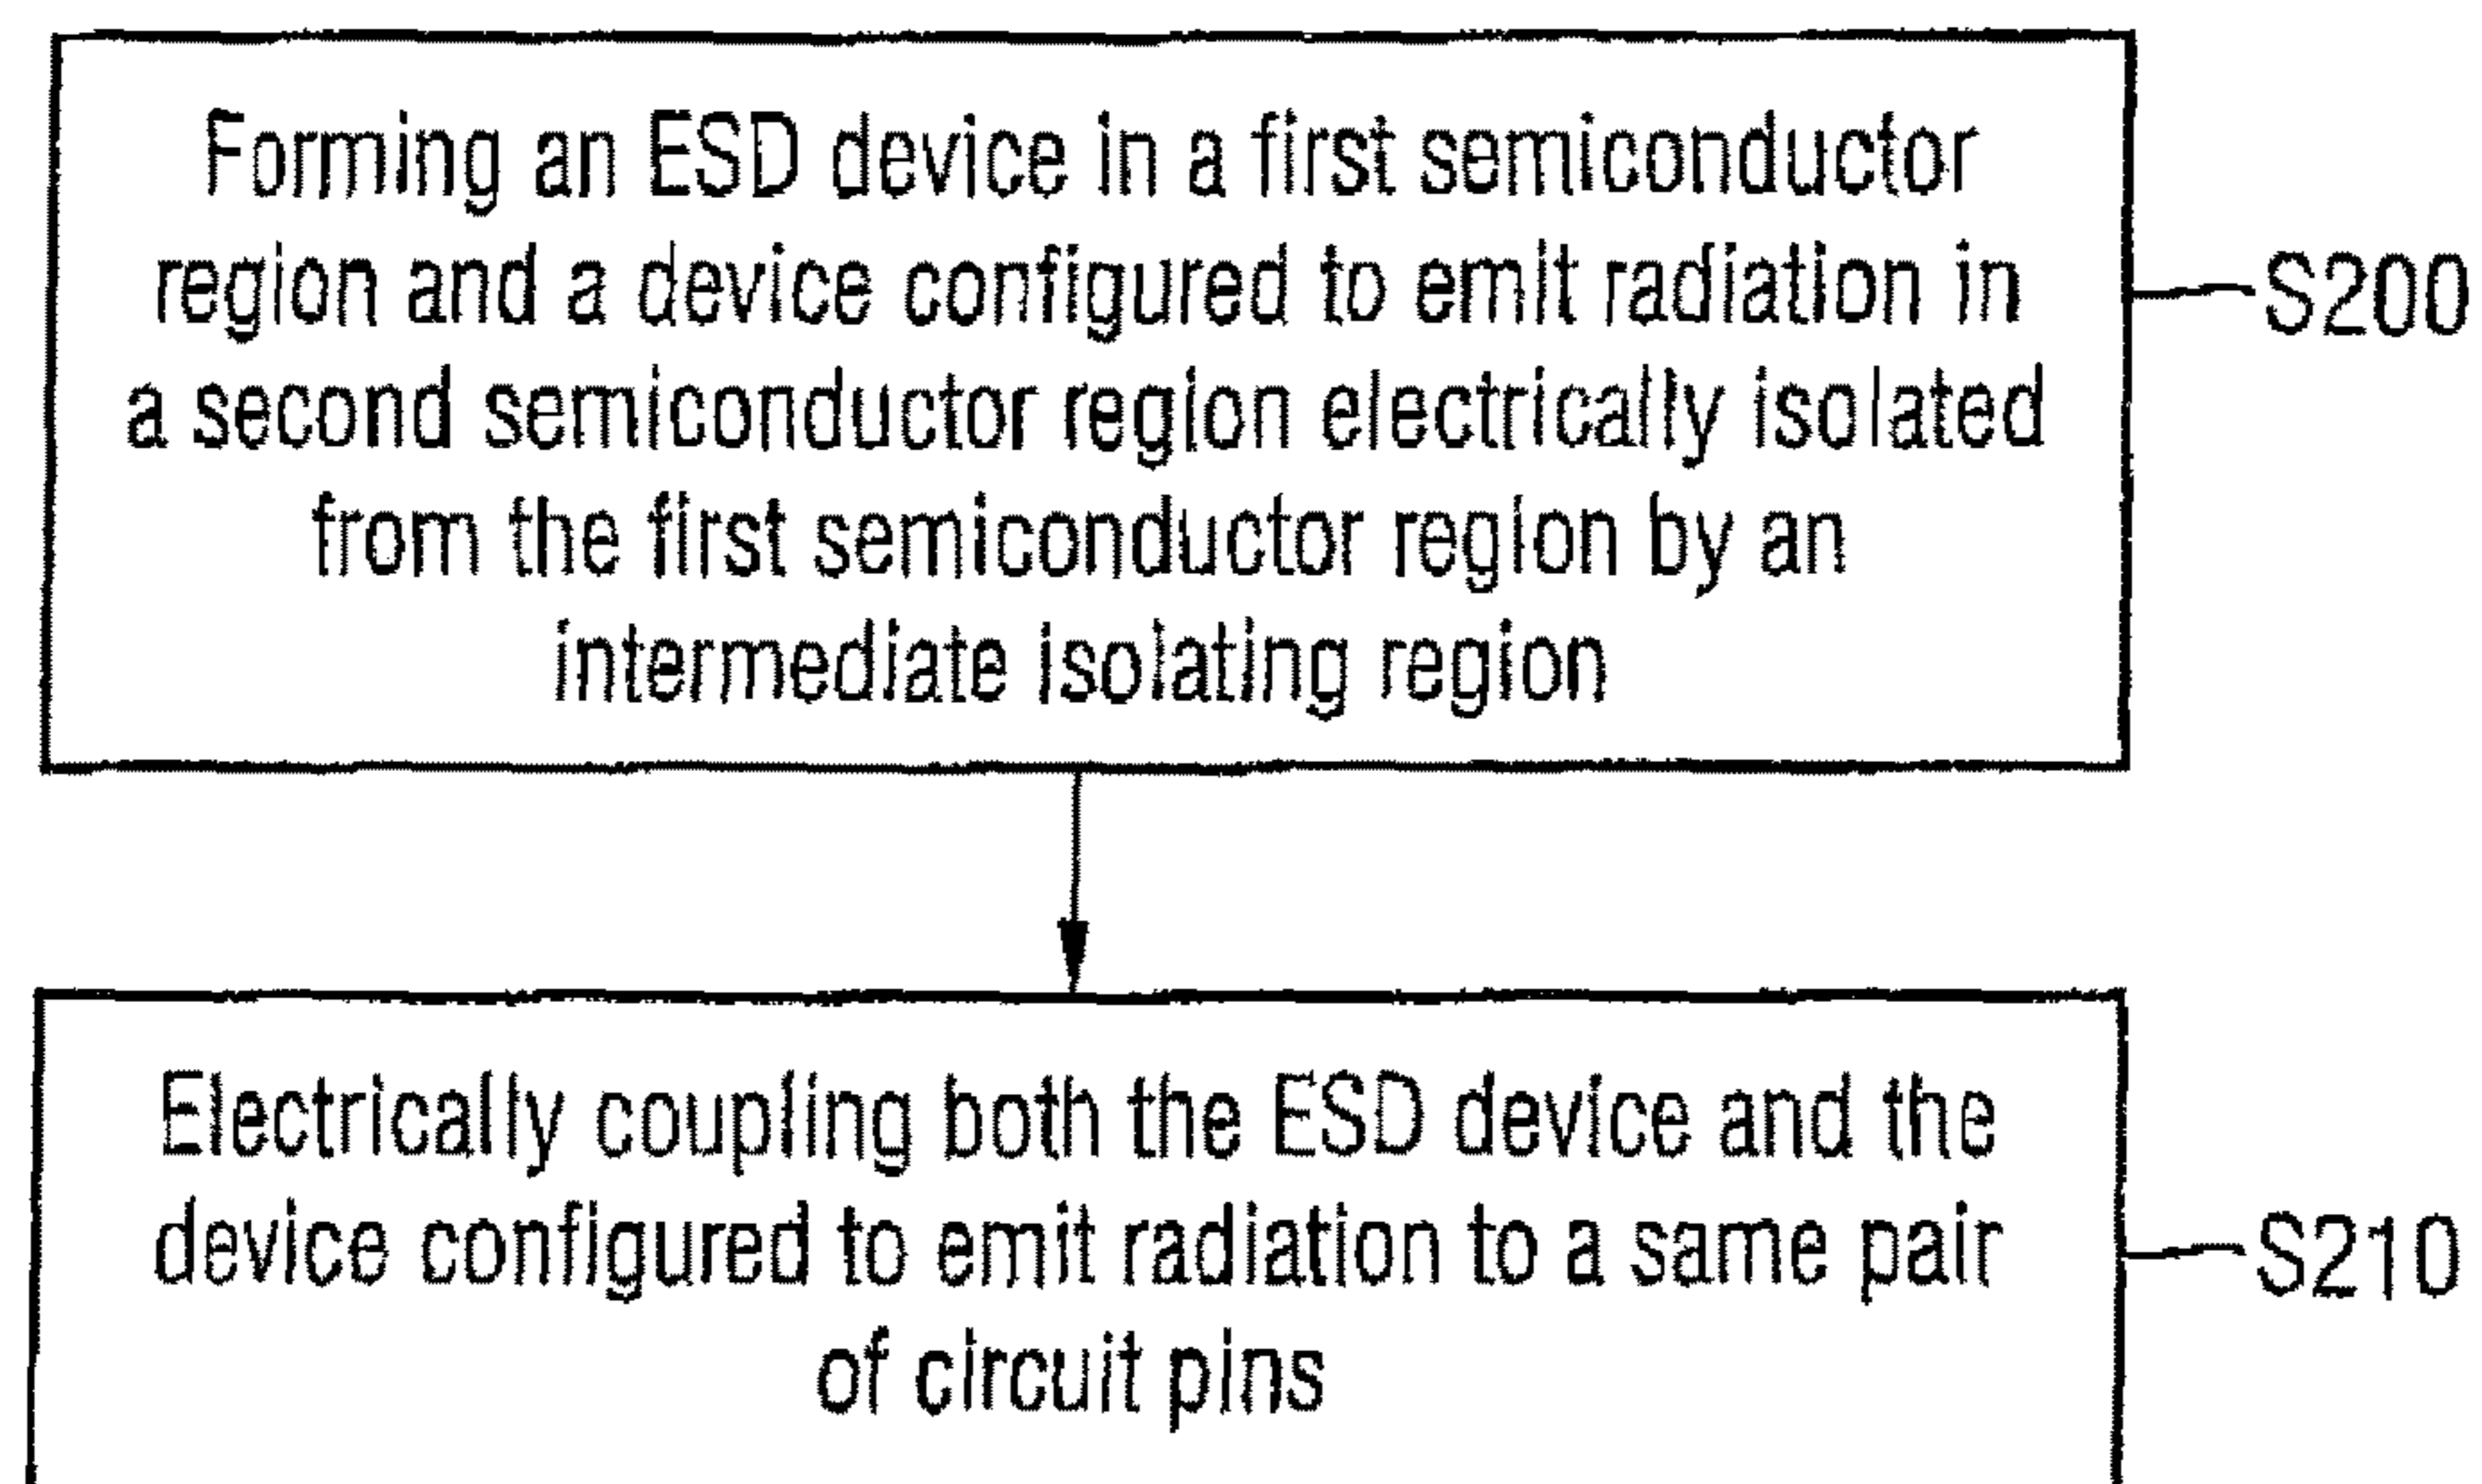 Forming an ESD device in a first semiconductor
region and a device configured to emit radiation in
a second semiconductor region electrically isolated
from the first semiconductor region by an
intermediate isolating region
S200
Electrically coupling both the ESD device and the
device configured to emit radiation to a same pair
of circuit pins
S210